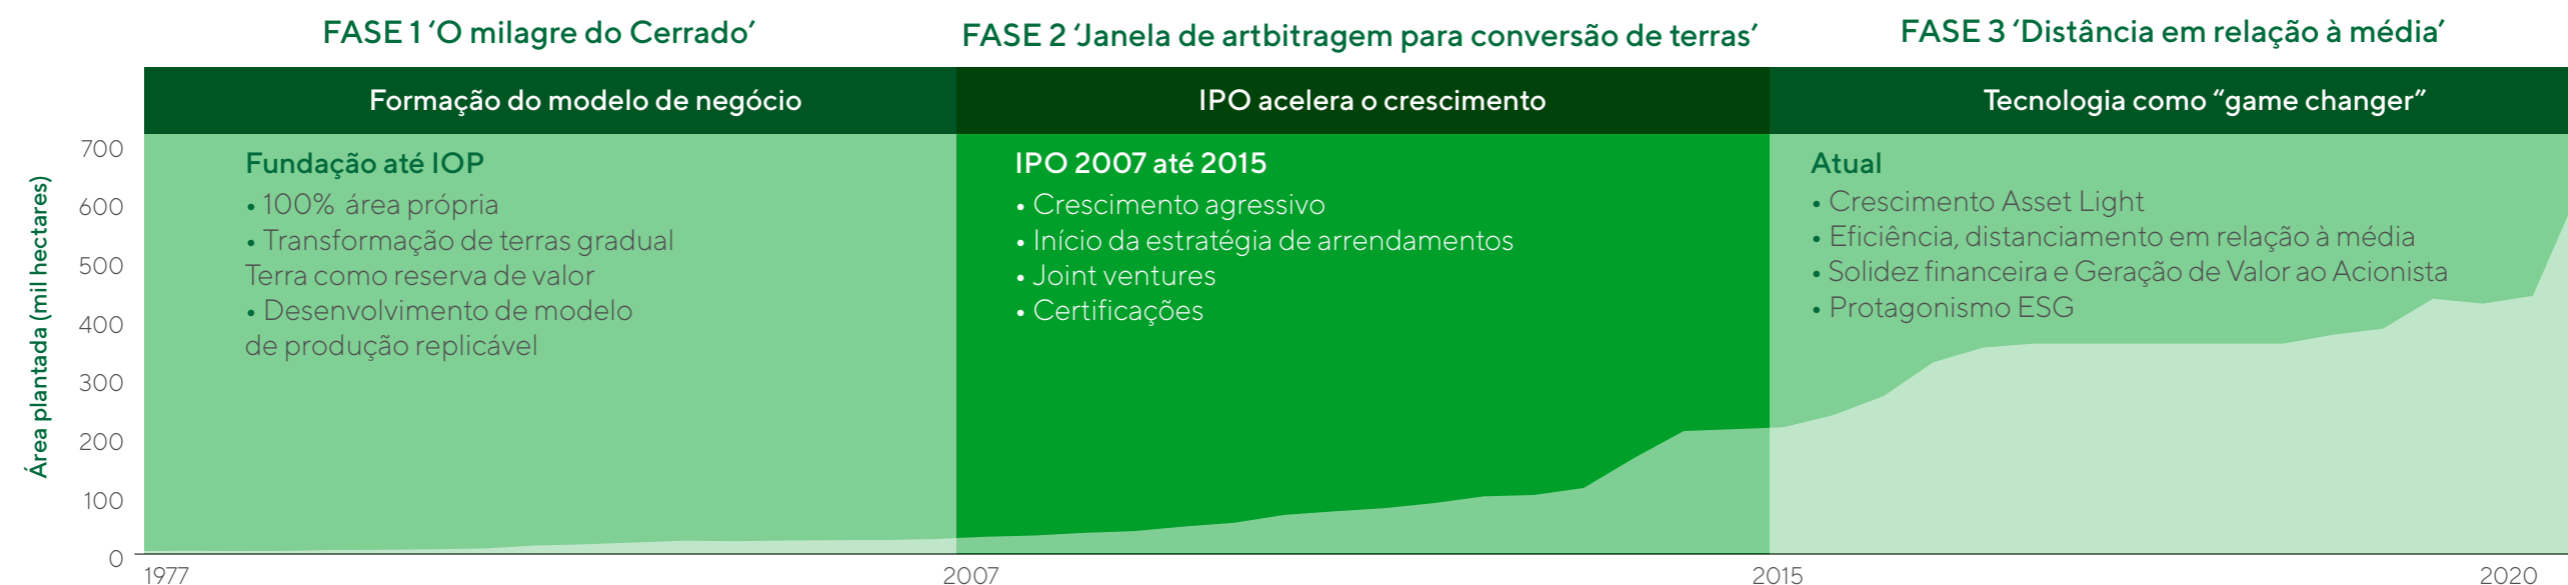 FASE 1 ‘O milagre do Cerrado’
FASE 2 ‘Janela de artbitragem para conversão de terras’
FASE 3 ‘Distância em relação à média’
Formação do modelo de negócio
IPO acelera o crescimento
Tecnologia como “game changer”
Área plantada (mil hectares)
700
600
500
400
300
200
100
0
Fundação até IOP
• 100% área própria
• Transformação de terras gradual
Terra como reserva de valor
• Desenvolvimento de modelo
de produção replicável
IPO 2007 até 2015
• Crescimento agressivo
• Início da estratégia de arrendamentos
• Joint ventures
• Certificações
Atual
• Crescimento Asset Light
• Eficiência, distanciamento em relação à média
• Solidez financeira e Geração de Valor ao Acionista
• Protagonismo ESG
1977
2007
2015
2020